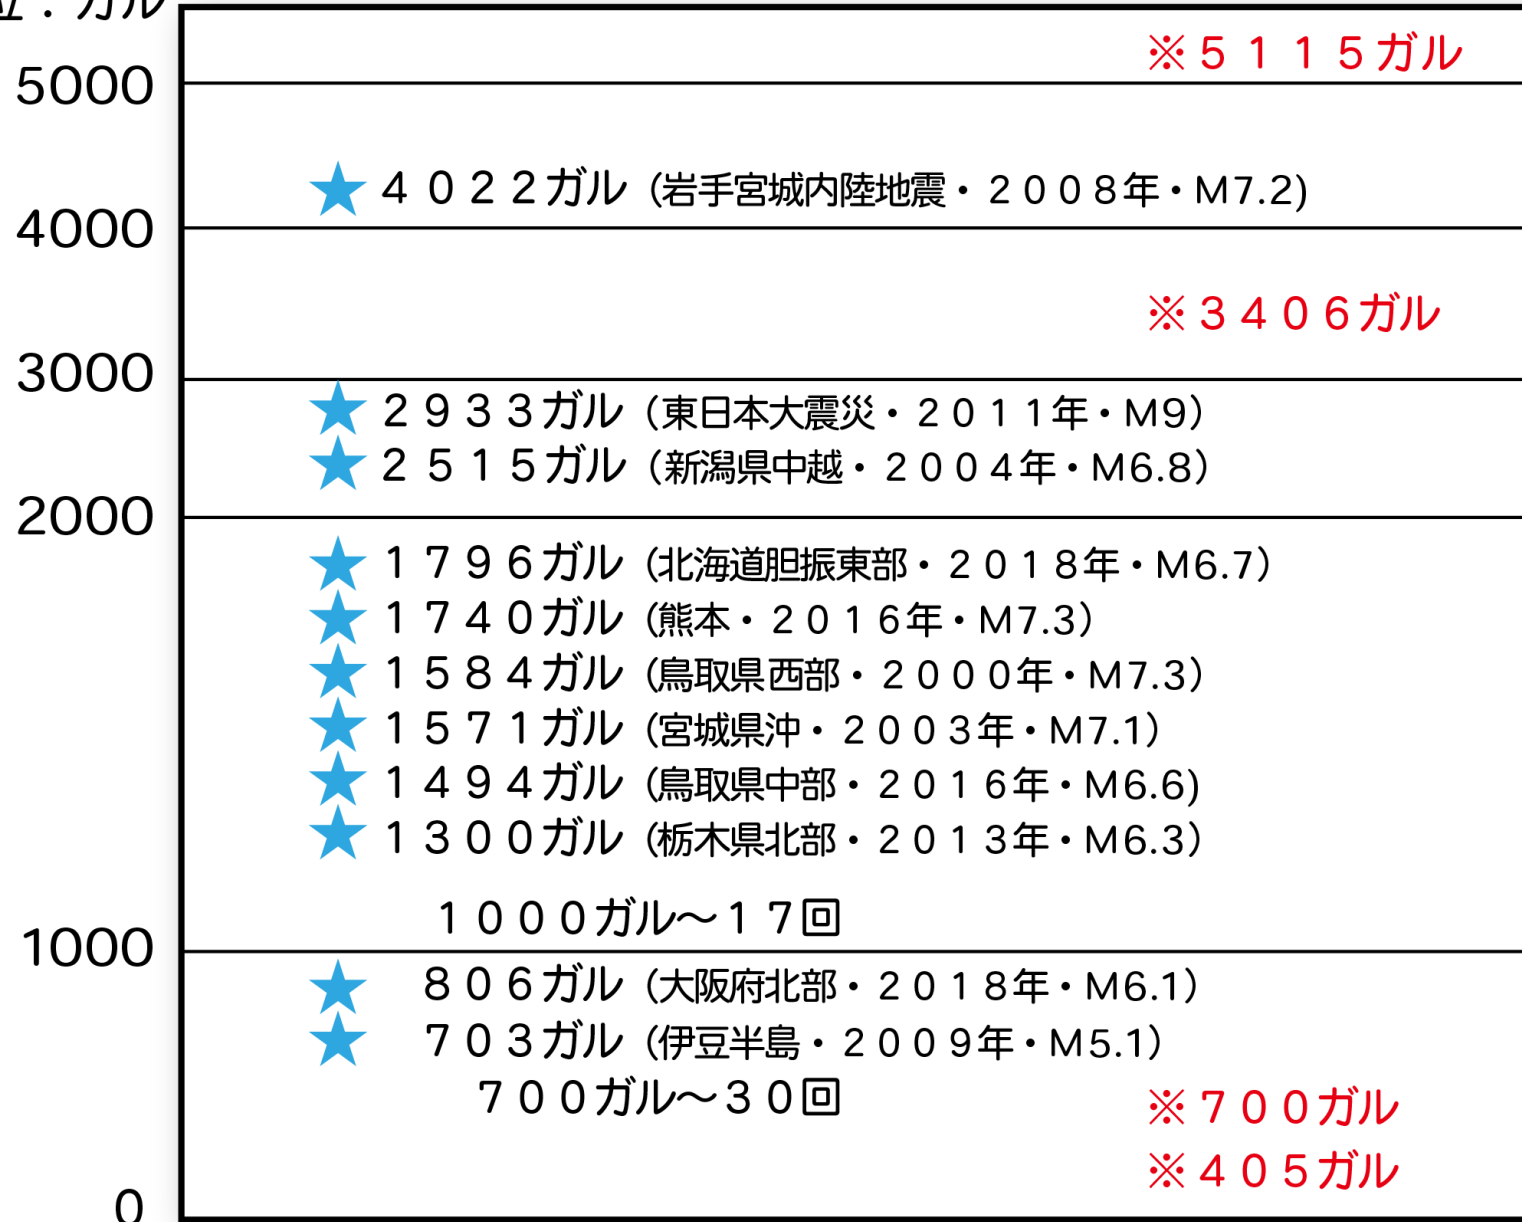 位：ガル
※５１１５ガル
5000
★４０２２ガル（岩手宮城内陸地震・２００８年・M7.2)
4000
※３４０６ガル
3000
★２９３３ガル（東日本大震災・２０１１年・M9）
★２５１５ガル（新潟県中越・２００４年・M6.8）
2000
★１７９６ガル（北海道胆振東部・２０１８年・M6.7）
★１７４０ガル（熊本・２０１６年・M7.3）
★１５８４ガル（鳥取県西部・２０００年・M7.3）
★１５７１ガル（宮城県沖・２００３年・M7.1）
★１４９４ガル（鳥取県中部・２０１６年・M6.6)
★１３００ガル（栃木県北部・２０１３年・M6.3）
１０００ガル〜１７回
1000
★８０６ガル（大阪府北部・２０１８年・M6.1）
★７０３ガル（伊豆半島・２００９年・M5.1）
７００ガル〜３０回
※７００ガル
※４０５ガル
0